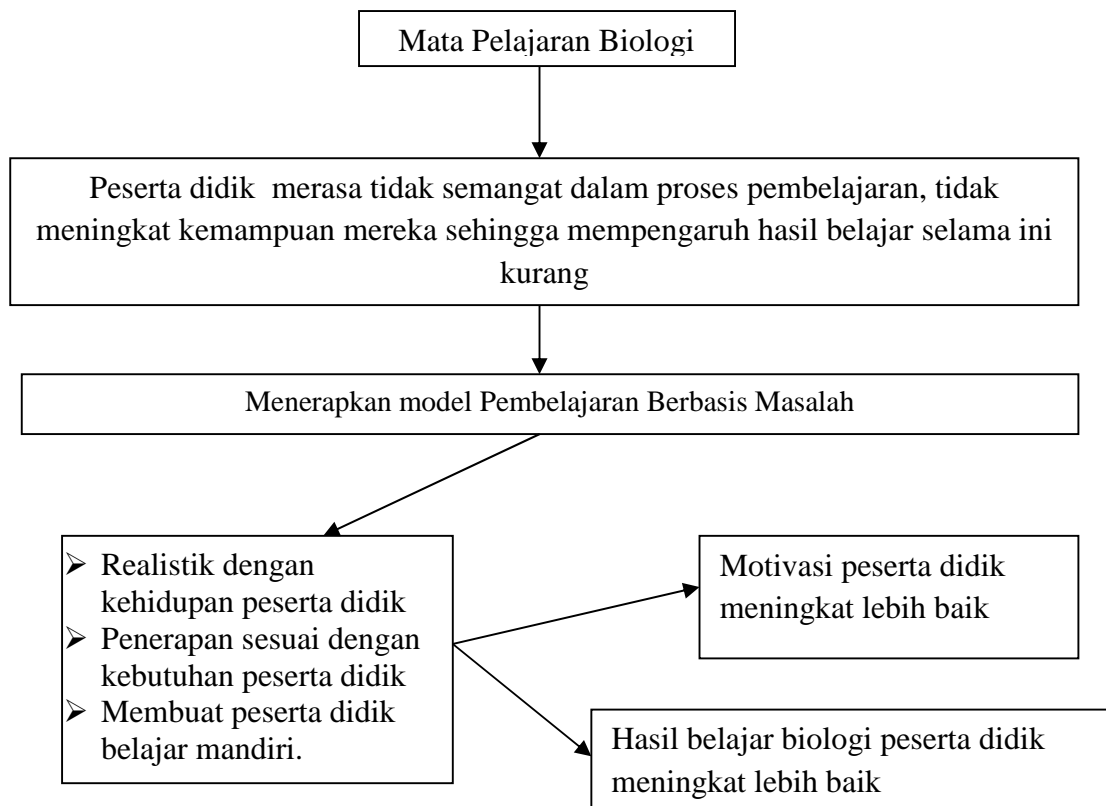 Mata Pelajaran Biologi
Peserta didik merasa tidak semangat dalam proses pembelajaran, tidak
meningkat kemampuan mereka sehingga mempengaruh hasil belajar selama ini
kurang
Menerapkan model Pembelajaran Berbasis Masalah
➢ Realistik dengan
kehidupan peserta didik
➢ Penerapan sesuai dengan
kebutuhan peserta didik
➢ Membuat peserta didik
belajar mandiri.
Motivasi peserta didik
meningkat lebih baik
Hasil belajar biologi peserta didik
meningkat lebih baik